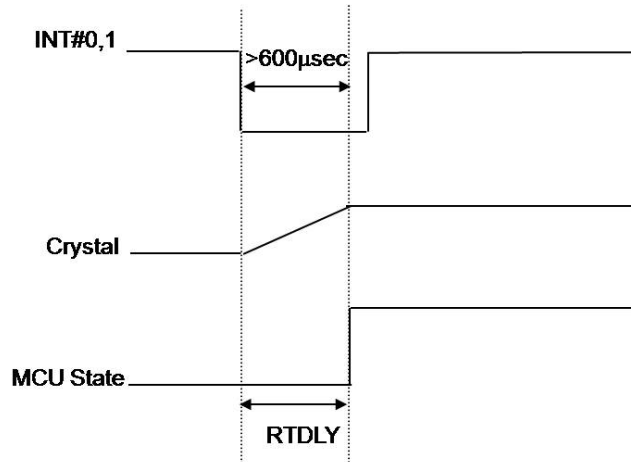 INT#0,1
>600μsec
Crystal
MCU State
RTDLY